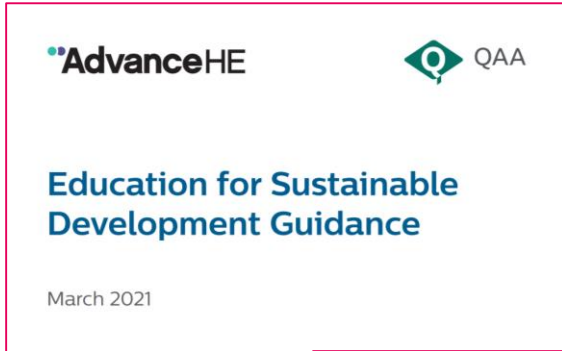 AdvanceHE
QAA
Education for Sustainable
Development Guidance
March 2021